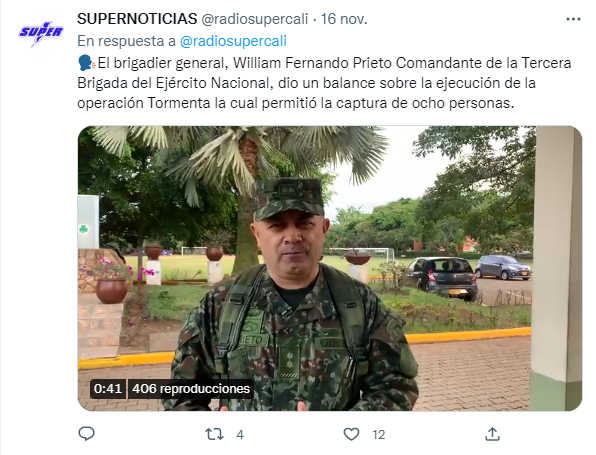 SUPER
SUPERNOTICIAS @radiosupercali · 16 nov.
En respuesta a @radiosupercali
🗣️El brigadier general, William Fernando Prieto Comandante de la Tercera
Brigada del Ejército Nacional, dio un balance sobre la ejecución de la
operación Tormenta la cual permitió la captura de ocho personas.
0:41 406 reproducciones
4
12